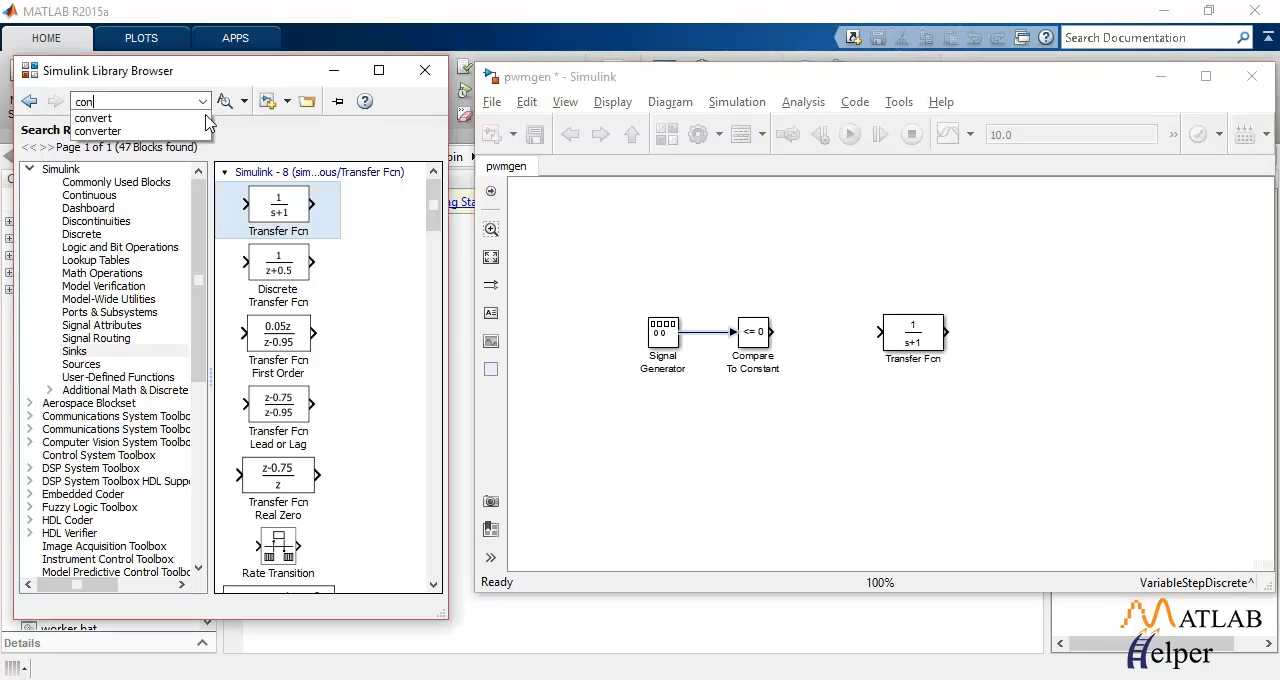 MATLAB R2015a
HOME
PLOTS
APPS
Search Documentation
Simulink Library Browser
con
convert
converter
Search R
Page 1 of 1 (47 Blocks found)
Simulink
Commonly Used Blocks
Continuous
Dashboard
Discontinuities
Discrete
Logic and Bit Operations
Lookup Tables
Math Operations
Model Verification
Model-Wide Utilities
Ports & Subsystems
Signal Attributes
Signal Routing
Sinks
Sources
User-Defined Functions
Additional Math & Discrete
Aerospace Blockset
Communications System Toolbo
Communications System Toolbo
Computer Vision System Toolbo
Control System Toolbox
DSP System Toolbox
DSP System Toolbox HDL Supp
Embedded Coder
Fuzzy Logic Toolbox
HDL Coder
HDL Verifier
Image Acquisition Toolbox
Instrument Control Toolbox
Model Predictive Control Toolbo
Simulink - 8 (sim...ous/Transfer Fcn)
1
s+1
Transfer Fcn
1
z+0.5
Discrete
Transfer Fcn
0.05z
z-0.95
Transfer Fcn
First Order
z-0.75
z-0.95
Transfer Fcn
Lead or Lag
z-0.75
z
Transfer Fcn
Real Zero
Rate Transition
pin
ng Sta
pwmgen * - Simulink
File Edit View Display Diagram Simulation Analysis Code Tools Help
10.0
pwmgen
Signal
Generator
<= 0
Compare
To Constant
1
s+1
Transfer Fcn
Ready
100%
VariableStepDiscrete^
worker.bat
Details
MATLAB
Helper